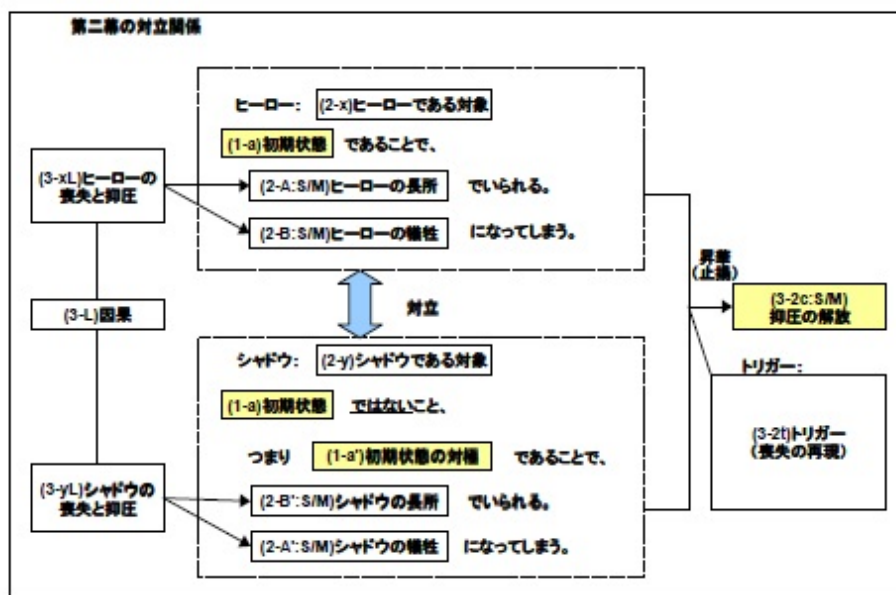 第二幕の対立関係
ヒーロー: (2-x)ヒーローである対象
(1-a)初期状態 であることで、
(3-xL)ヒーローの
喪失と抑圧
(2-A:S/M)ヒーローの長所 でいられる。
(2-B:S/M)ヒーローの犠牲 になってしまう。
(3-L)因果
対立
昇華
(止揚)
(3-2c:S/M)
抑圧の解放
シャドウ: (2-y)シャドウである対象
(1-a)初期状態 ではないこと、
つまり (1-a')初期状態の対極 であることで、
(3-yL)シャドウの
喪失と抑圧
(2-B':S/M)シャドウの長所 でいられる。
(2-A':S/M)シャドウの犠牲 になってしまう。
トリガー:
(3-2t)トリガー
(喪失の再現)